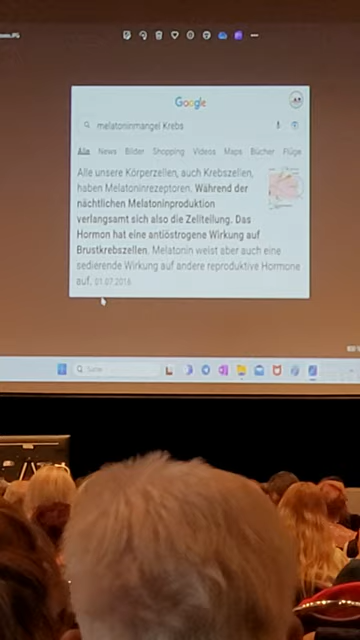 Google
melatoninmangel Krebs
Alle News Bilder Shopping Videos Maps Bücher Flüge
Alle unsere Körperzellen, auch Krebszellen,
haben Melatoninrezeptoren. Während der
nächtlichen Melatoninproduktion
verlangsamt sich also die Zellteilung. Das
Hormon hat eine antiöstrogene Wirkung auf
Brustkrebszellen. Melatonin weist aber auch eine
sedierende Wirkung auf andere reproduktive Hormone
auf. 01.07.2016
Suche